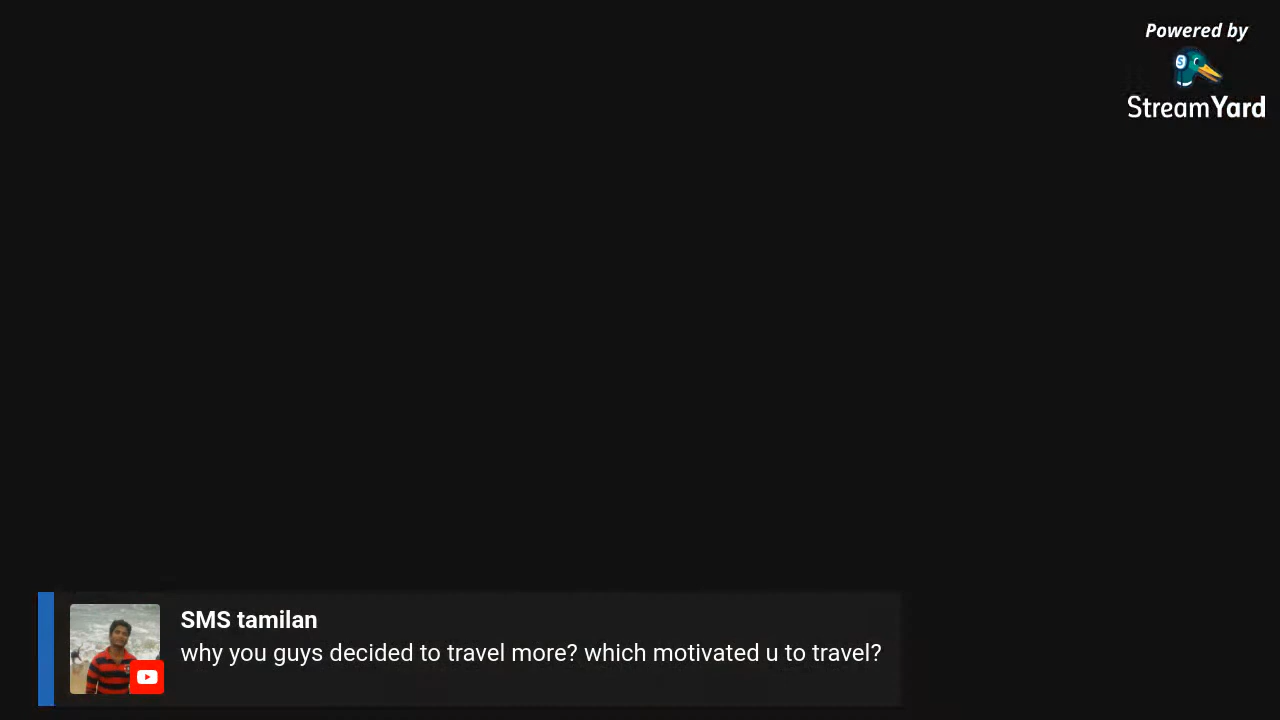 Powered by
StreamYard
SMS tamilan
why you guys decided to travel more? which motivated u to travel?